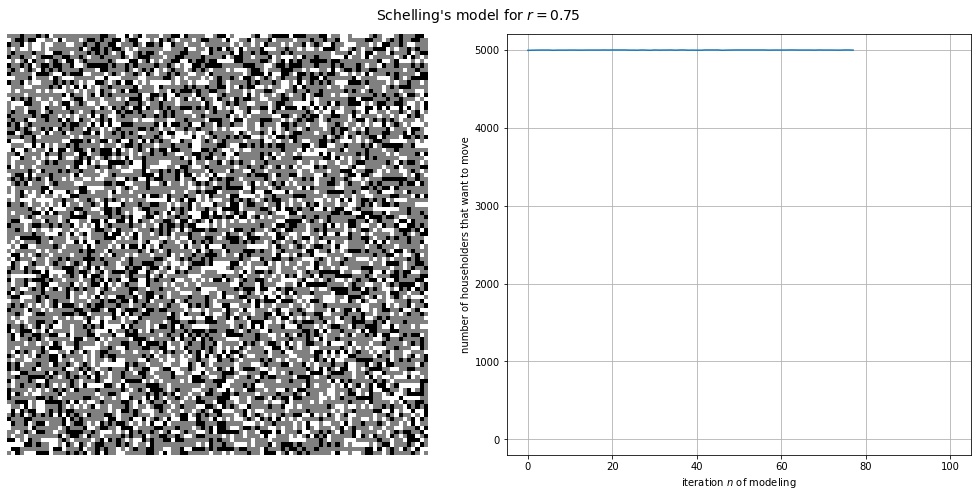 Schelling's model for r = 0.75
number of householders that want to move
5000
4000
3000
2000
1000
0
0 20 40 60 80 100
iteration n of modeling